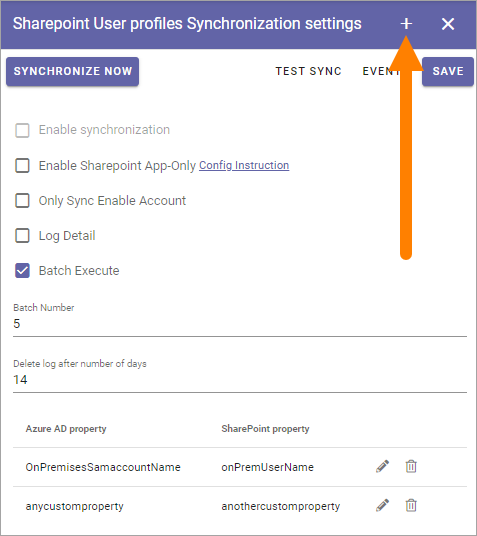 Sharepoint User profiles Synchronization settings
SYNCHRONIZE NOW TEST SYNC EVENT SAVE
Enable synchronization
Enable Sharepoint App-Only Config Instruction
Only Sync Enable Account
Log Detail
Batch Execute
Batch Number
5
Delete log after number of days
14
Azure AD property SharePoint property
OnPremisesSamaccountName onPremUserName
anycustomproperty anothercustomproperty